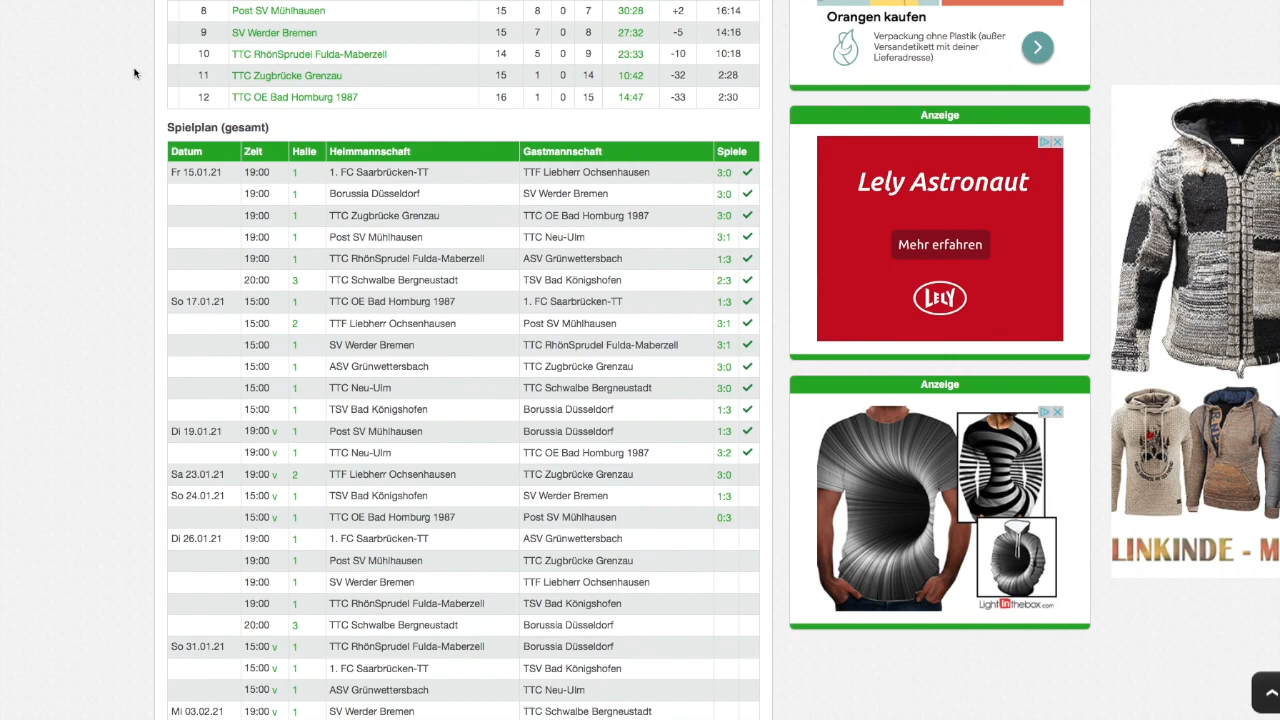 8 Post SV Mühlhausen 15 8 0 7 30:28 +2 16:14
9 SV Werder Bremen 15 7 0 8 27:32 -5 14:16
10 TTC RhönSprudel Fulda-Maberzell 14 5 0 9 23:33 -10 10:18
11 TTC Zugbrücke Grenzau 15 1 0 14 10:42 -32 2:28
12 TTC OE Bad Homburg 1987 16 1 0 15 14:47 -33 2:30
Spielplan (gesamt)
Datum Zeit Halle Heimmannschaft Gastmannschaft Spiele
Fr 15.01.21 19:00 1 1. FC Saarbrücken-TT TTF Liebherr Ochsenhausen 3:0 ✔
19:00 1 Borussia Düsseldorf SV Werder Bremen 3:0 ✔
19:00 1 TTC Zugbrücke Grenzau TTC OE Bad Homburg 1987 3:0 ✔
19:00 1 Post SV Mühlhausen TTC Neu-Ulm 3:1 ✔
19:00 1 TTC RhönSprudel Fulda-Maberzell ASV Grünwettersbach 1:3 ✔
20:00 3 TTC Schwalbe Bergneustadt TSV Bad Königshofen 2:3 ✔
So 17.01.21 15:00 1 TTC OE Bad Homburg 1987 1. FC Saarbrücken-TT 1:3 ✔
15:00 2 TTF Liebherr Ochsenhausen Post SV Mühlhausen 3:1 ✔
15:00 1 SV Werder Bremen TTC RhönSprudel Fulda-Maberzell 3:1 ✔
15:00 1 ASV Grünwettersbach TTC Zugbrücke Grenzau 3:0 ✔
15:00 1 TTC Neu-Ulm TTC Schwalbe Bergneustadt 3:0 ✔
15:00 1 TSV Bad Königshofen Borussia Düsseldorf 1:3 ✔
Di 19.01.21 19:00 v 1 Post SV Mühlhausen Borussia Düsseldorf 1:3 ✔
19:00 v 1 TTC Neu-Ulm TTC OE Bad Homburg 1987 3:2 ✔
Sa 23.01.21 19:00 v 2 TTF Liebherr Ochsenhausen TTC Zugbrücke Grenzau 3:0
So 24.01.21 15:00 v 1 TSV Bad Königshofen SV Werder Bremen 1:3
15:00 v 1 TTC OE Bad Homburg 1987 Post SV Mühlhausen 0:3
Di 26.01.21 19:00 1 1. FC Saarbrücken-TT ASV Grünwettersbach
19:00 1 Post SV Mühlhausen TTC Zugbrücke Grenzau
19:00 1 SV Werder Bremen TTF Liebherr Ochsenhausen
19:00 1 TTC RhönSprudel Fulda-Maberzell TSV Bad Königshofen
20:00 3 TTC Schwalbe Bergneustadt Borussia Düsseldorf
So 31.01.21 15:00 v 1 TTC RhönSprudel Fulda-Maberzell Borussia Düsseldorf
15:00 v 1 1. FC Saarbrücken-TT TSV Bad Königshofen
15:00 v 1 ASV Grünwettersbach TTC Neu-Ulm
Mi 03.02.21 19:00 v 1 SV Werder Bremen TTC Schwalbe Bergneustadt
Orangen kaufen
Verpackung ohne Plastik (außer
Versandetikett mit deiner
Lieferadresse)
Anzeige
Lely Astronaut
Mehr erfahren
LELY
Anzeige
LightInthebox.com
LINKINDE - M